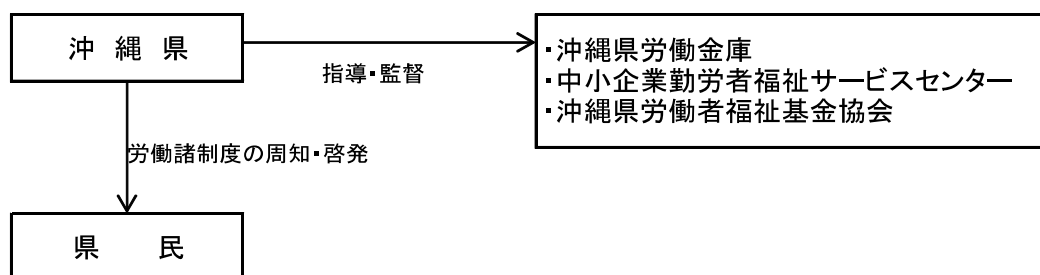 沖　縄　県
指導・監督
・沖縄県労働金庫
・中小企業勤労者福祉サービスセンター
・沖縄県労働者福祉基金協会
労働諸制度の周知・啓発
県　　民